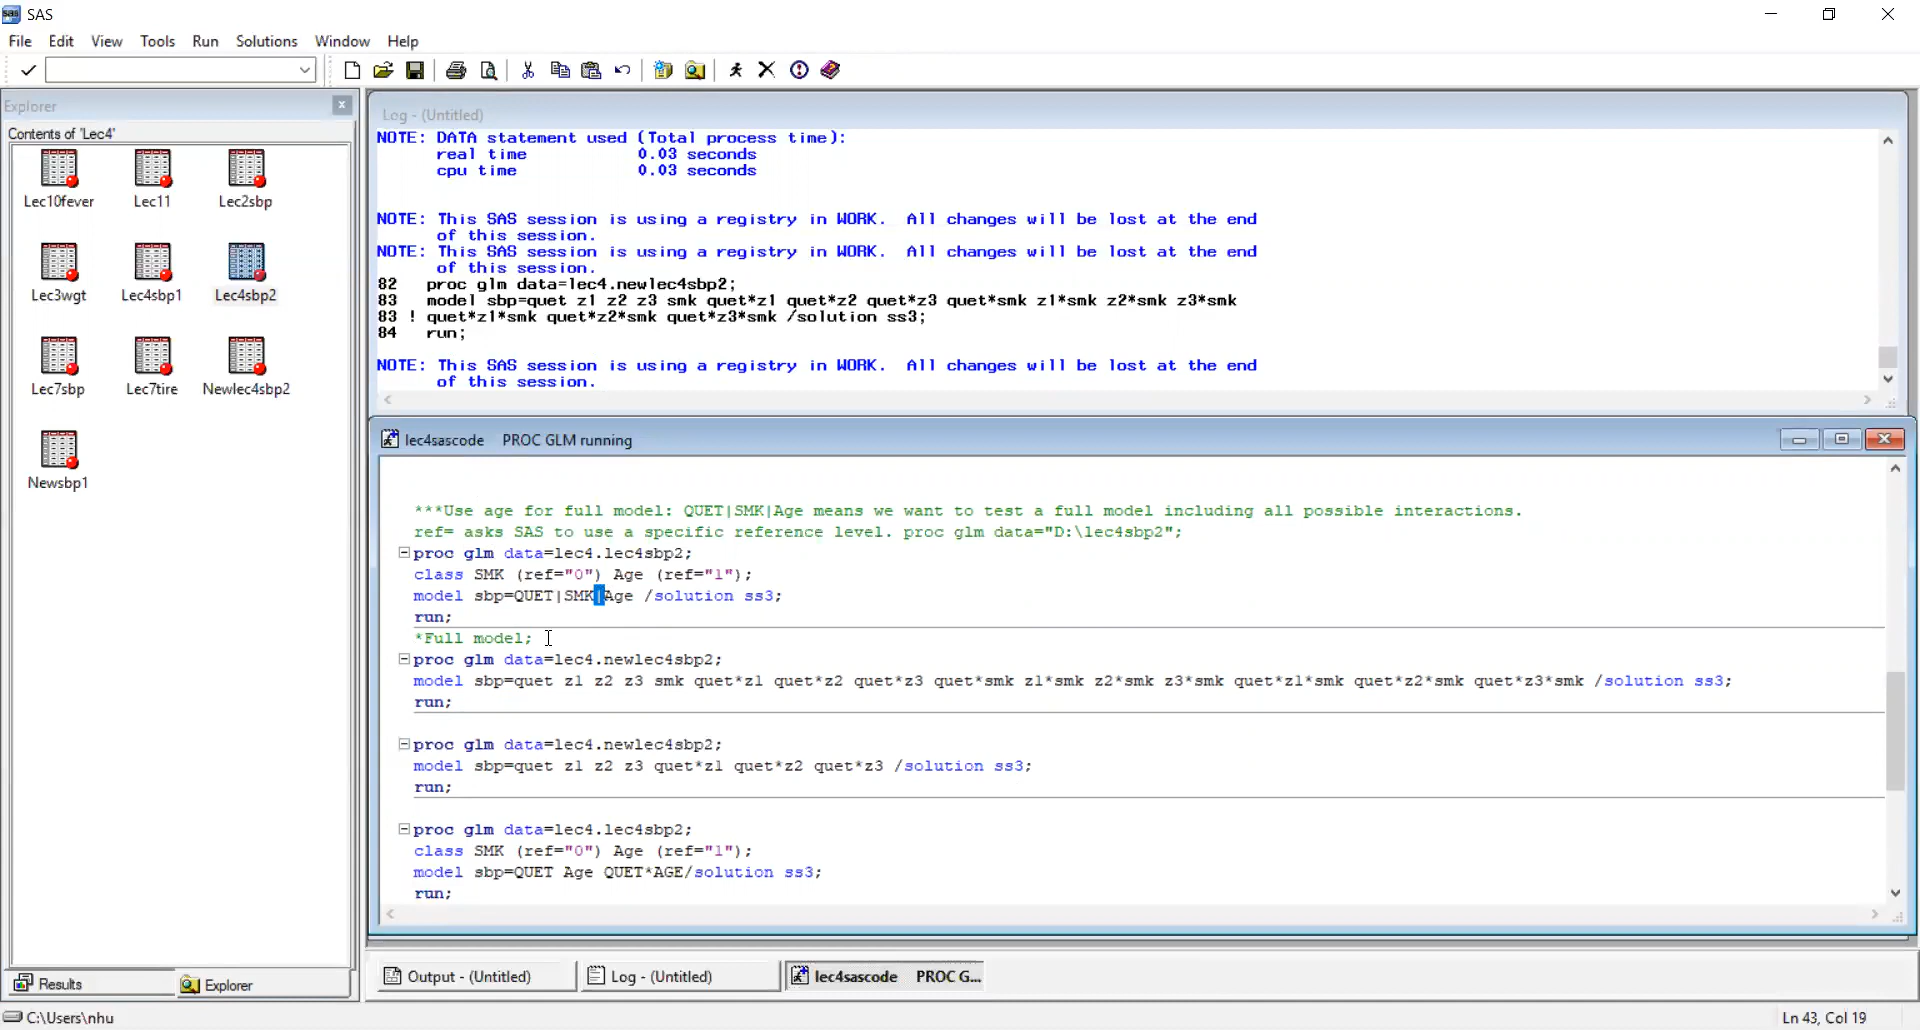 SAS
File Edit View Tools Run Solutions Window Help
Explorer
Contents of 'Lec4'
Lec10fever Lec11 Lec2sbp
Lec3wgt Lec4sbp1 Lec4sbp2
Lec7sbp Lec7tire Newlec4sbp2
Newsbp1
Log - (Untitled)
NOTE: DATA statement used (Total process time):
real time 0.03 seconds
cpu time 0.03 seconds
NOTE: This SAS session is using a registry in WORK. All changes will be lost at the end
of this session.
NOTE: This SAS session is using a registry in WORK. All changes will be lost at the end
of this session.
82 proc glm data=lec4.newlec4sbp2;
83 model sbp=quet z1 z2 z3 smk quet*z1 quet*z2 quet*z3 quet*smk z1*smk z2*smk z3*smk
83 ! quet*z1*smk quet*z2*smk quet*z3*smk /solution ss3;
84 run;
NOTE: This SAS session is using a registry in WORK. All changes will be lost at the end
of this session.
lec4sascode PROC GLM running
***Use age for full model: QUET|SMK|Age means we want to test a full model including all possible interactions.
ref= asks SAS to use a specific reference level. proc glm data="D:\lec4sbp2";
proc glm data=lec4.lec4sbp2;
class SMK (ref="0") Age (ref="1");
model sbp=QUET|SMK|Age /solution ss3;
run;
*Full model;
proc glm data=lec4.newlec4sbp2;
model sbp=quet z1 z2 z3 smk quet*z1 quet*z2 quet*z3 quet*smk z1*smk z2*smk z3*smk quet*z1*smk quet*z2*smk quet*z3*smk /solution ss3;
run;
proc glm data=lec4.newlec4sbp2;
model sbp=quet z1 z2 z3 quet*z1 quet*z2 quet*z3 /solution ss3;
run;
proc glm data=lec4.lec4sbp2;
class SMK (ref="0") Age (ref="1");
model sbp=QUET Age QUET*AGE/solution ss3;
run;
Results Explorer
Output - (Untitled) Log - (Untitled) lec4sascode PROC G...
C:\Users\nhu
Ln 43, Col 19